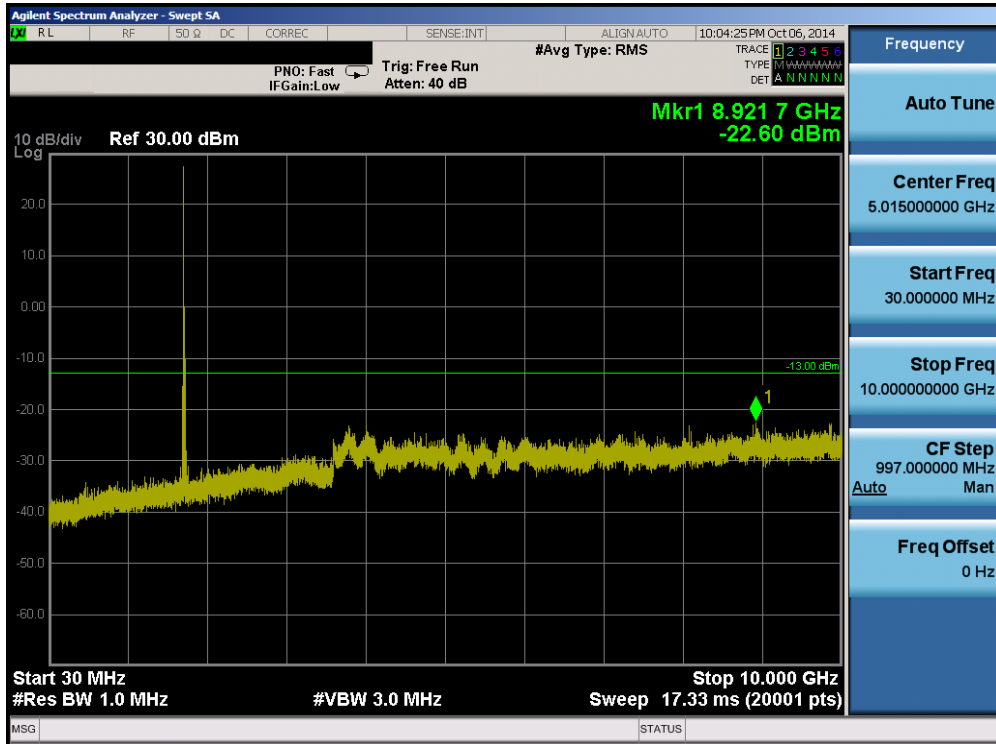 Agilent Spectrum Analyzer - Swept SA
LXI RL RF 50 Ω DC CORREC SENSE:INT ALIGN AUTO 10:04:25 PM Oct 06, 2014
#Avg Type: RMS
TRACE 1 2 3 4 5 6
PNO: Fast Trig: Free Run
TYPE M
IFGain:Low Atten: 40 dB
DET A N N N N N
Mkr1 8.921 7 GHz
-22.60 dBm
10 dB/div Ref 30.00 dBm
Log
20.0
10.0
0.00
-10.0
-13.00 dBm
1
-20.0
-30.0
-40.0
-50.0
-60.0
Start 30 MHz Stop 10.000 GHz
#Res BW 1.0 MHz #VBW 3.0 MHz Sweep 17.33 ms (20001 pts)
MSG STATUS
Frequency
Auto Tune
Center Freq
5.015000000 GHz
Start Freq
30.000000 MHz
Stop Freq
10.000000000 GHz
CF Step
997.000000 MHz
Auto Man
Freq Offset
0 Hz